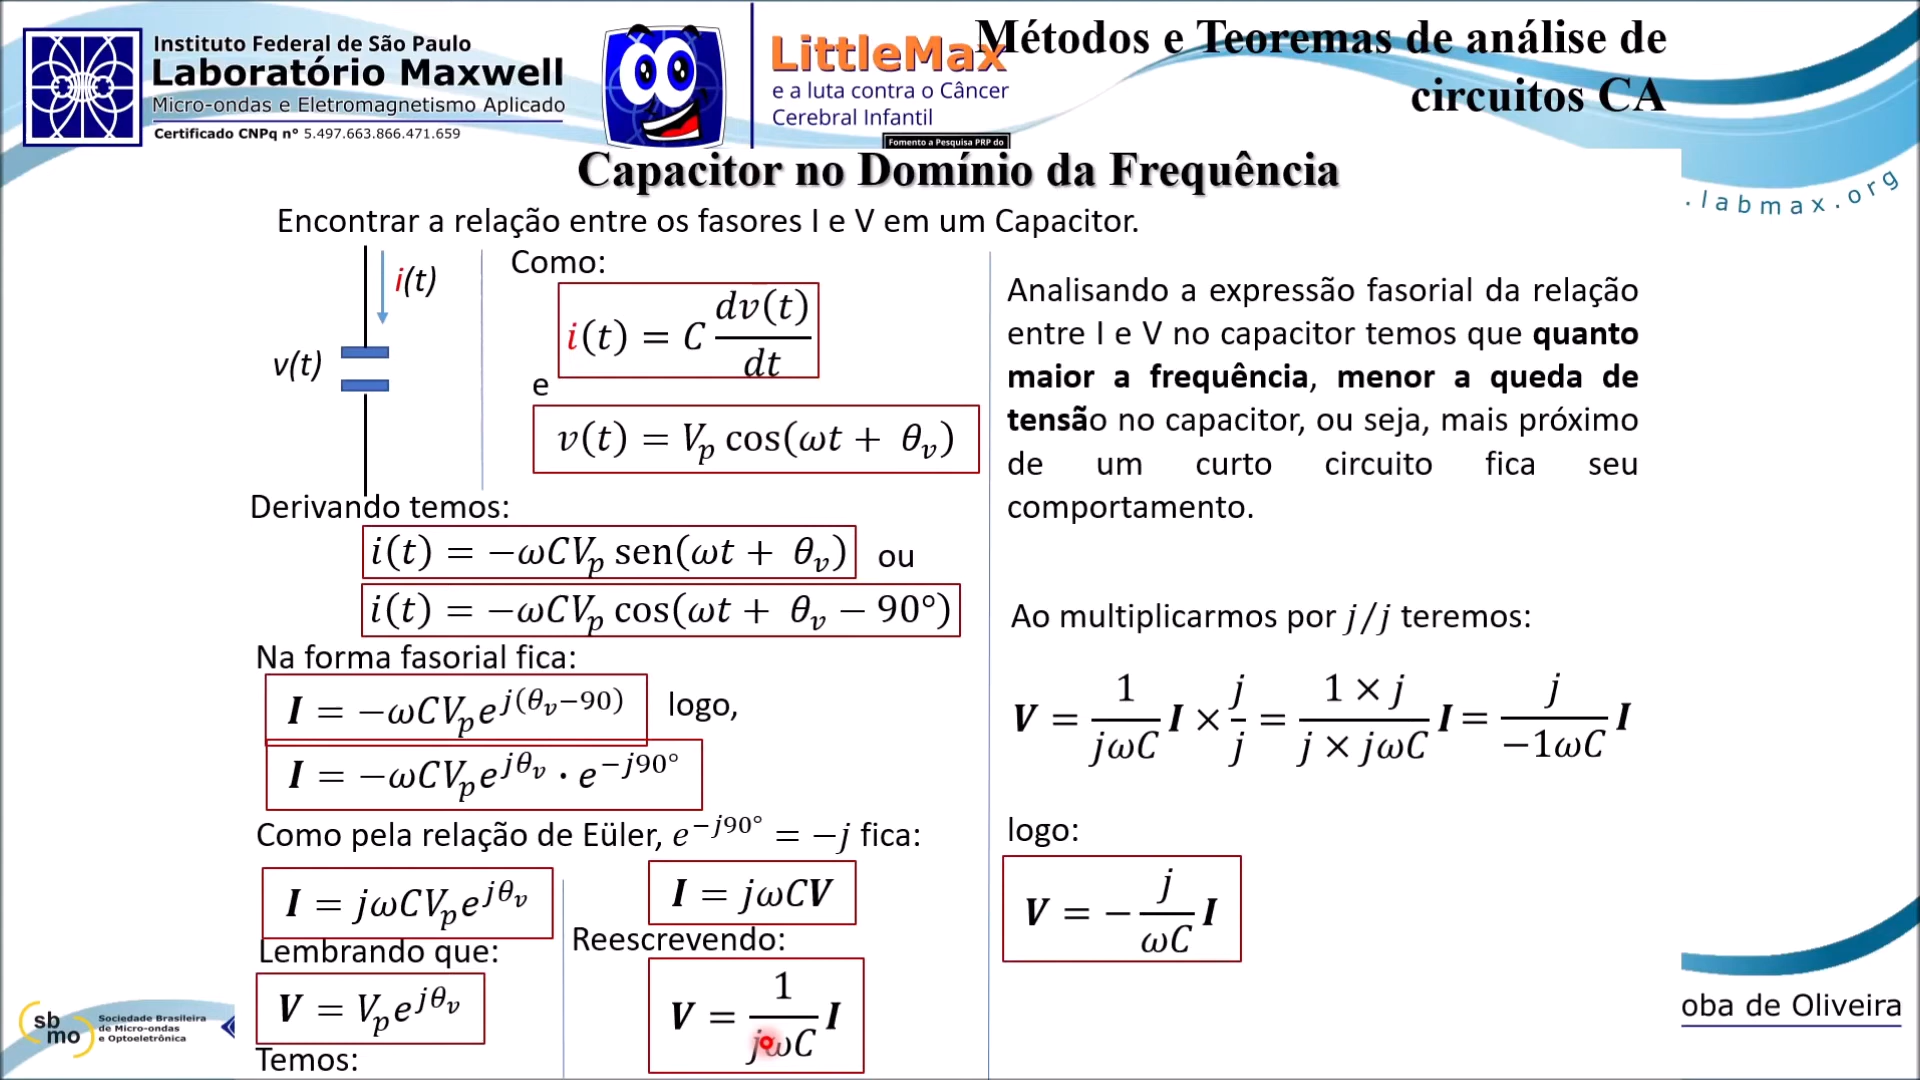 Instituto Federal de São Paulo
Laboratório Maxwell
Micro-ondas e Eletromagnetismo Aplicado
Certificado CNPq n° 5.497.663.866.471.659
LittleMax
e a luta contra o Câncer
Cerebral Infantil
Fomento a Pesquisa PRP do
Métodos e Teoremas de análise de
circuitos CA
.labmax.org
Capacitor no Domínio da Frequência
Encontrar a relação entre os fasores I e V em um Capacitor.
i(t)
v(t)
Como:
i(t) = C dv(t)/dt
e
v(t) = V_p cos(ωt + θ_v)
Derivando temos:
i(t) = −ωCV_p sen(ωt + θ_v) ou
i(t) = −ωCV_p cos(ωt + θ_v − 90°)
Na forma fasorial fica:
I = −ωCV_p e^{j(θ_v−90)} logo,
I = −ωCV_p e^{jθ_v} · e^{−j90°}
Como pela relação de Eüler, e^{−j90°} = −j fica:
I = jωCV_p e^{jθ_v}
Lembrando que:
V = V_p e^{jθ_v}
Temos:
I = jωCV
Reescrevendo:
V = 1/jωC I
Analisando a expressão fasorial da relação
entre I e V no capacitor temos que quanto
maior a frequência, menor a queda de
tensão no capacitor, ou seja, mais próximo
de um curto circuito fica seu
comportamento.
Ao multiplicarmos por j/j teremos:
V = 1/jωC I × j/j = 1 × j/j × jωC I = j/−1ωC I
logo:
V = − j/ωC I
sbmo
Sociedade Brasileira
de Micro-ondas
e Optoeletrônica
oba de Oliveira